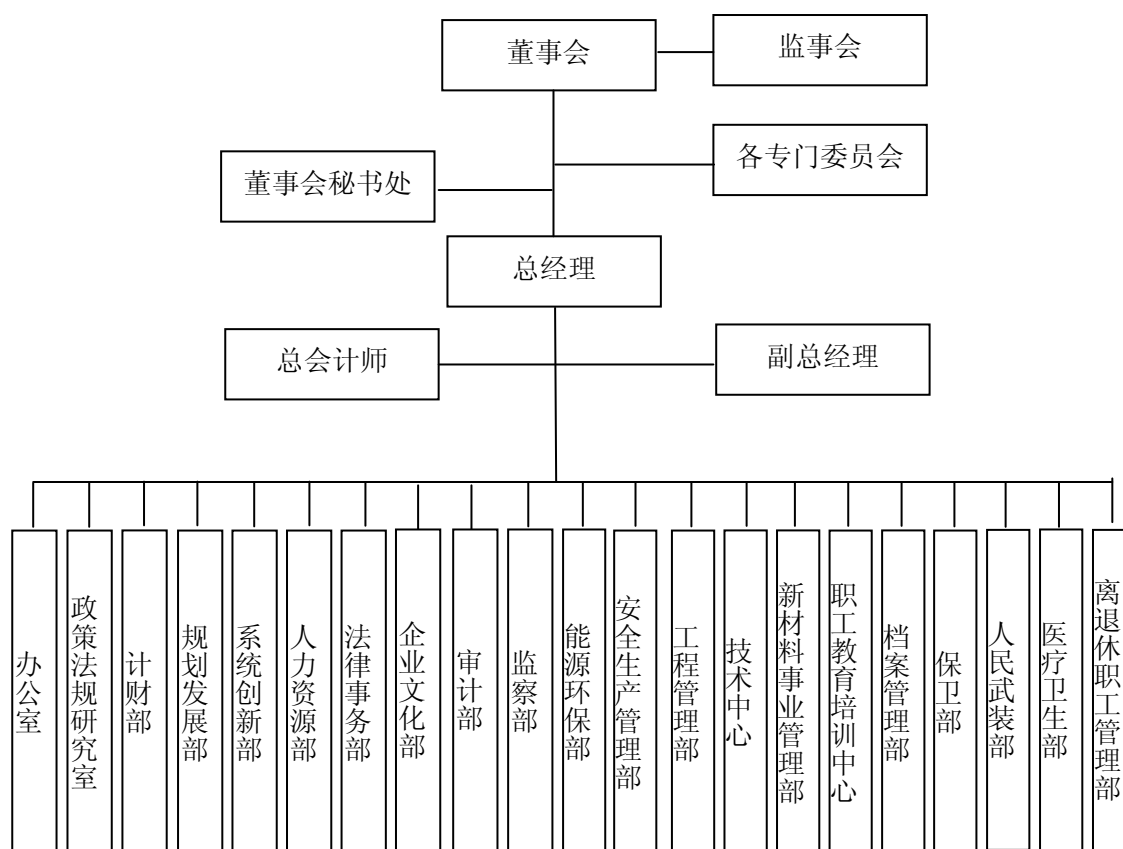 董事会
监事会
各专门委员会
董事会秘书处
总经理
总会计师
副总经理
办公室
政策法规研究室
计财部
规划发展部
系统创新部
人力资源部
法律事务部
企业文化部
审计部
监察部
能源环保部
安全生产管理部
工程管理部
技术中心
新材料事业管理部
职工教育培训中心
档案管理部
保卫部
人民武装部
医疗卫生部
离退休职工管理部